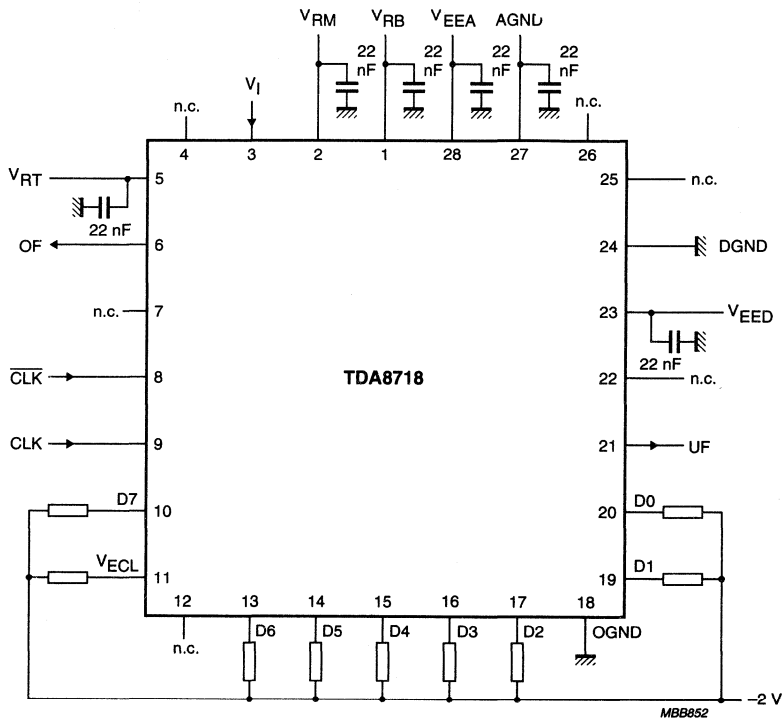 V_RM V_RB V_EEA AGND
22 nF 22 nF 22 nF 22 nF
n.c. V_I n.c.
4 3 2 1 28 27 26
V_RT 5 25 n.c.
22 nF
OF 6 24 DGND
n.c. 7 23 V_EED
22 nF
C̅L̅K̅ 8 TDA8718 22 n.c.
CLK 9 21 UF
D7 10 20 D0
V_ECL 11 19 D1
12 13 14 15 16 17 18
n.c. D6 D5 D4 D3 D2 OGND
−2 V
MBB852